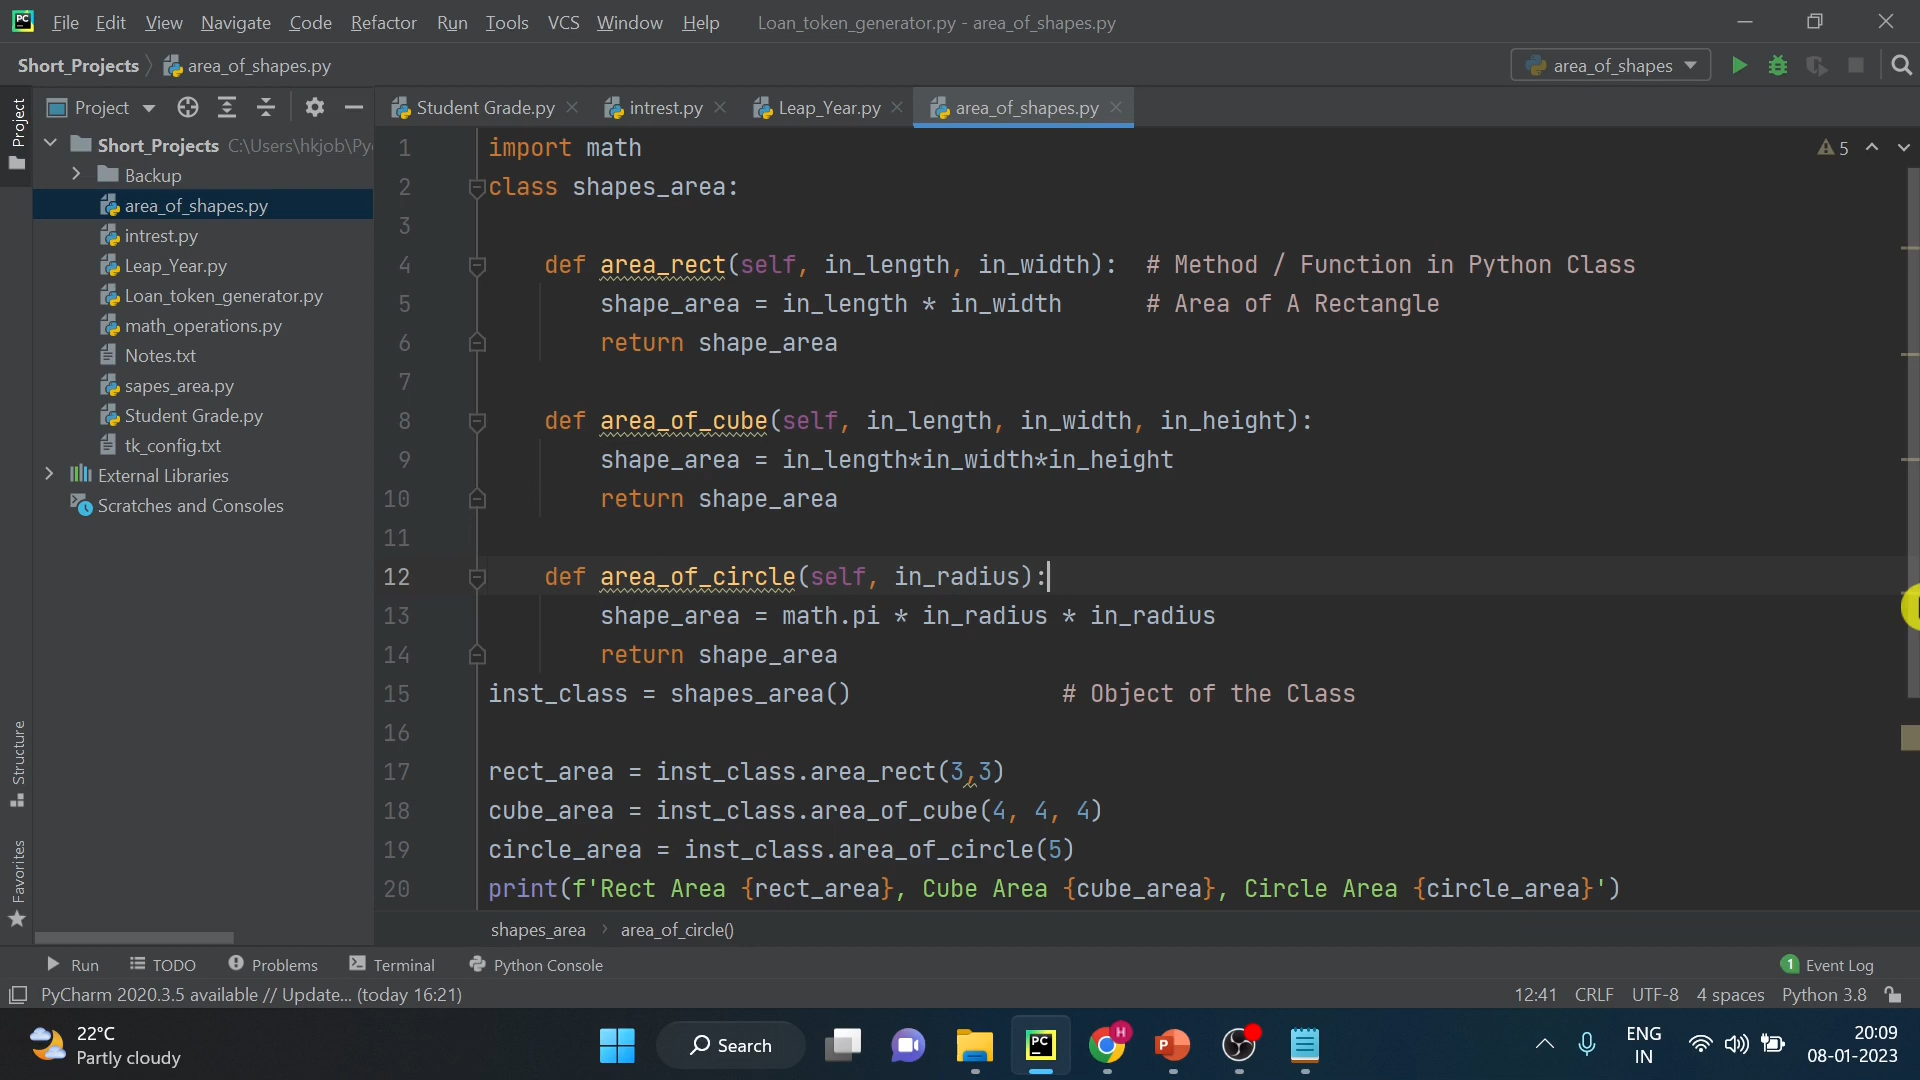 PC File Edit View Navigate Code Refactor Run Tools VCS Window Help Loan_token_generator.py - area_of_shapes.py
Short_Projects area_of_shapes.py area_of_shapes
Project
Project
Short_Projects C:\Users\hkjob\Py
Backup
area_of_shapes.py
intrest.py
Leap_Year.py
Loan_token_generator.py
math_operations.py
Notes.txt
sapes_area.py
Student Grade.py
tk_config.txt
External Libraries
Scratches and Consoles
Structure
Favorites
Student Grade.py intrest.py Leap_Year.py area_of_shapes.py
5
1 import math
2 class shapes_area:
3
4 def area_rect(self, in_length, in_width): # Method / Function in Python Class
5 shape_area = in_length * in_width # Area of A Rectangle
6 return shape_area
7
8 def area_of_cube(self, in_length, in_width, in_height):
9 shape_area = in_length*in_width*in_height
10 return shape_area
11
12 def area_of_circle(self, in_radius):
13 shape_area = math.pi * in_radius * in_radius
14 return shape_area
15 inst_class = shapes_area() # Object of the Class
16
17 rect_area = inst_class.area_rect(3,3)
18 cube_area = inst_class.area_of_cube(4, 4, 4)
19 circle_area = inst_class.area_of_circle(5)
20 print(f'Rect Area {rect_area}, Cube Area {cube_area}, Circle Area {circle_area}')
shapes_area area_of_circle()
Run TODO Problems Terminal Python Console 1 Event Log
PyCharm 2020.3.5 available // Update... (today 16:21) 12:41 CRLF UTF-8 4 spaces Python 3.8
22°C
Partly cloudy
Search
PC
H
P
ENG
IN
20:09
08-01-2023